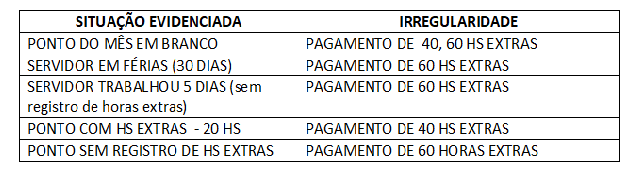 SITUAÇÃO EVIDENCIADA IRREGULARIDADE
PONTO DO MÊS EM BRANCO PAGAMENTO DE 40, 60 HS EXTRAS
SERVIDOR EM FÉRIAS (30 DIAS) PAGAMENTO DE 60 HS EXTRAS
SERVIDOR TRABALHOU 5 DIAS (sem PAGAMENTO DE 60 HS EXTRAS
registro de horas extras)
PONTO COM HS EXTRAS - 20 HS PAGAMENTO DE 40 HS EXTRAS
PONTO SEM REGISTRO DE HS EXTRAS PAGAMENTO DE 60 HORAS EXTRAS